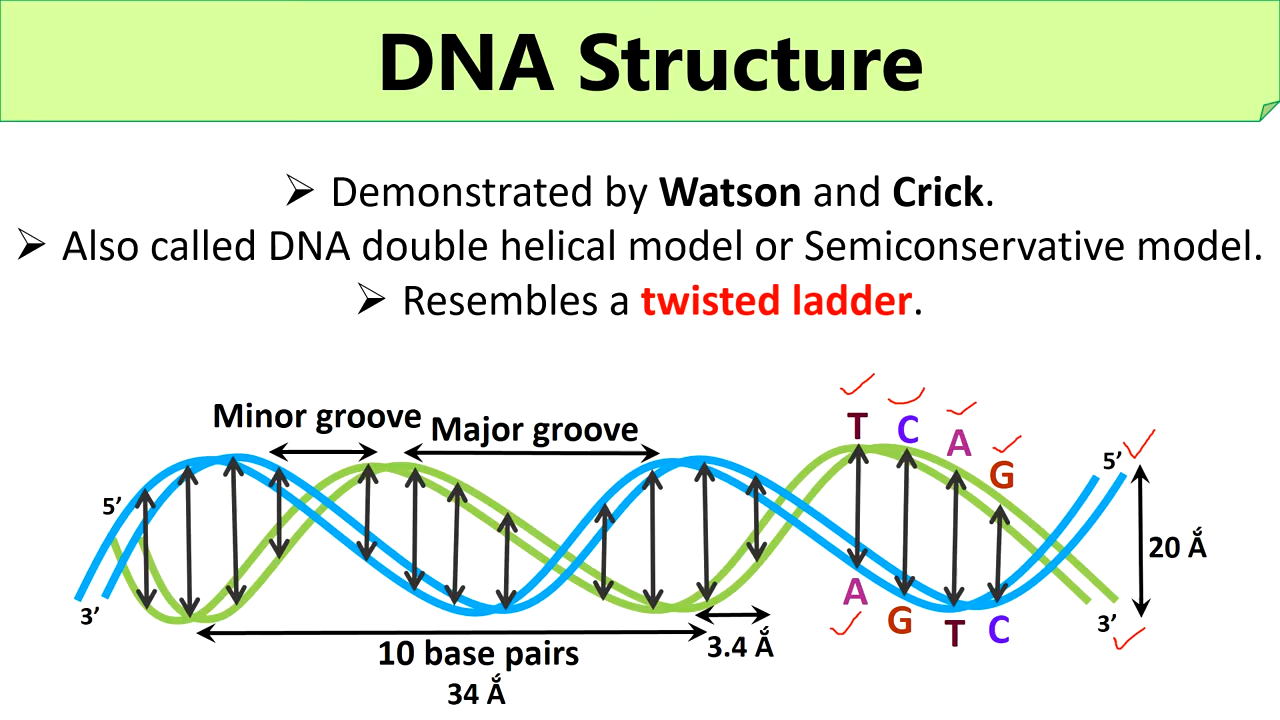 DNA Structure
➢ Demonstrated by Watson and Crick.
➢ Also called DNA double helical model or Semiconservative model.
➢ Resembles a twisted ladder.
Minor groove
Major groove
T C A G
5’
5’
20 Å
3’
A G T C
3’
10 base pairs
3.4 Å
34 Å